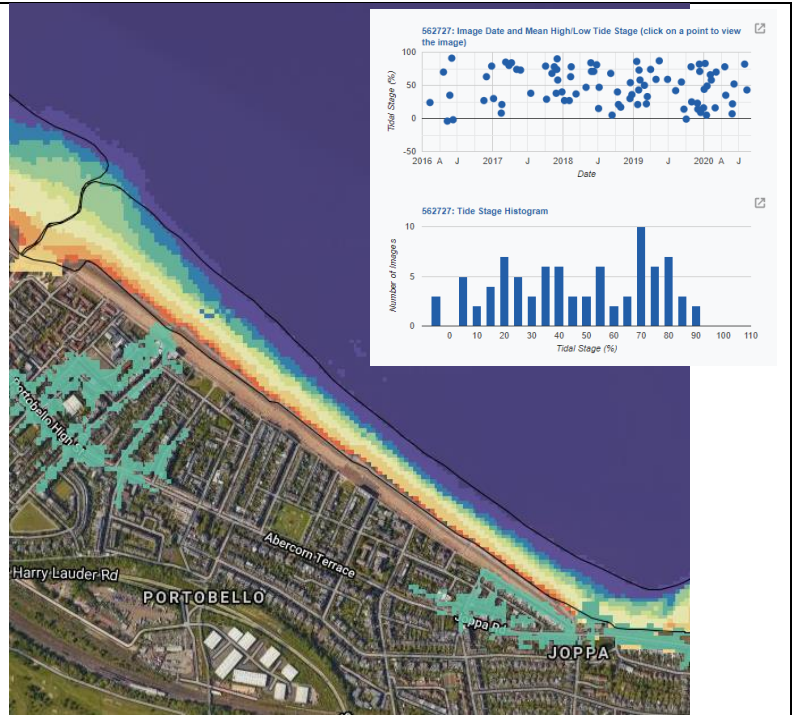 562727: Image Date and Mean High/Low Tide Stage (click on a point to view
the image)
100
50
0
-50
Tidal Stage (%)
2016 A J 2017 2018 2019 2020 A J
Date
562727: Tide Stage Histogram
10
5
0
Number of Images
0 10 20 30 40 50 60 70 80 90 100 110
Tidal Stage (%)
Portobello High
Abercorn Terrace
Harry Lauder Rd
PORTOBELLO
Joppa
JOPPA